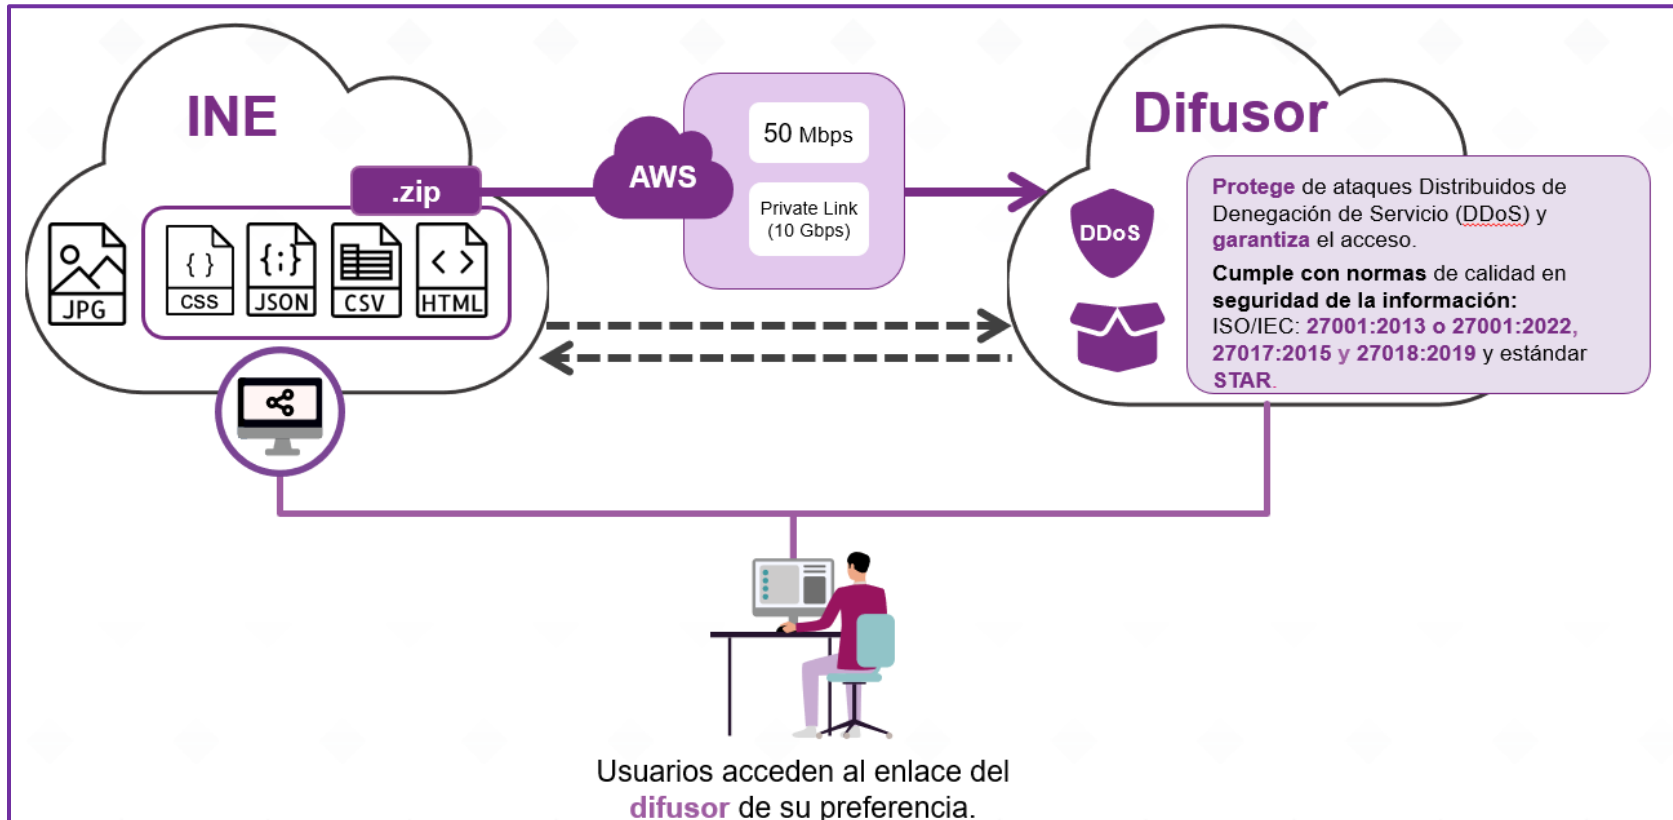 INE
.zip
JPG
{ }
CSS
{;}
JSON
CSV
< >
HTML
AWS
50 Mbps
Private Link
(10 Gbps)
Difusor
DDoS
Protege de ataques Distribuidos de
Denegación de Servicio (DDoS) y
garantiza el acceso.
Cumple con normas de calidad en
seguridad de la información:
ISO/IEC: 27001:2013 o 27001:2022,
27017:2015 y 27018:2019 y estándar
STAR.
Usuarios acceden al enlace del
difusor de su preferencia.